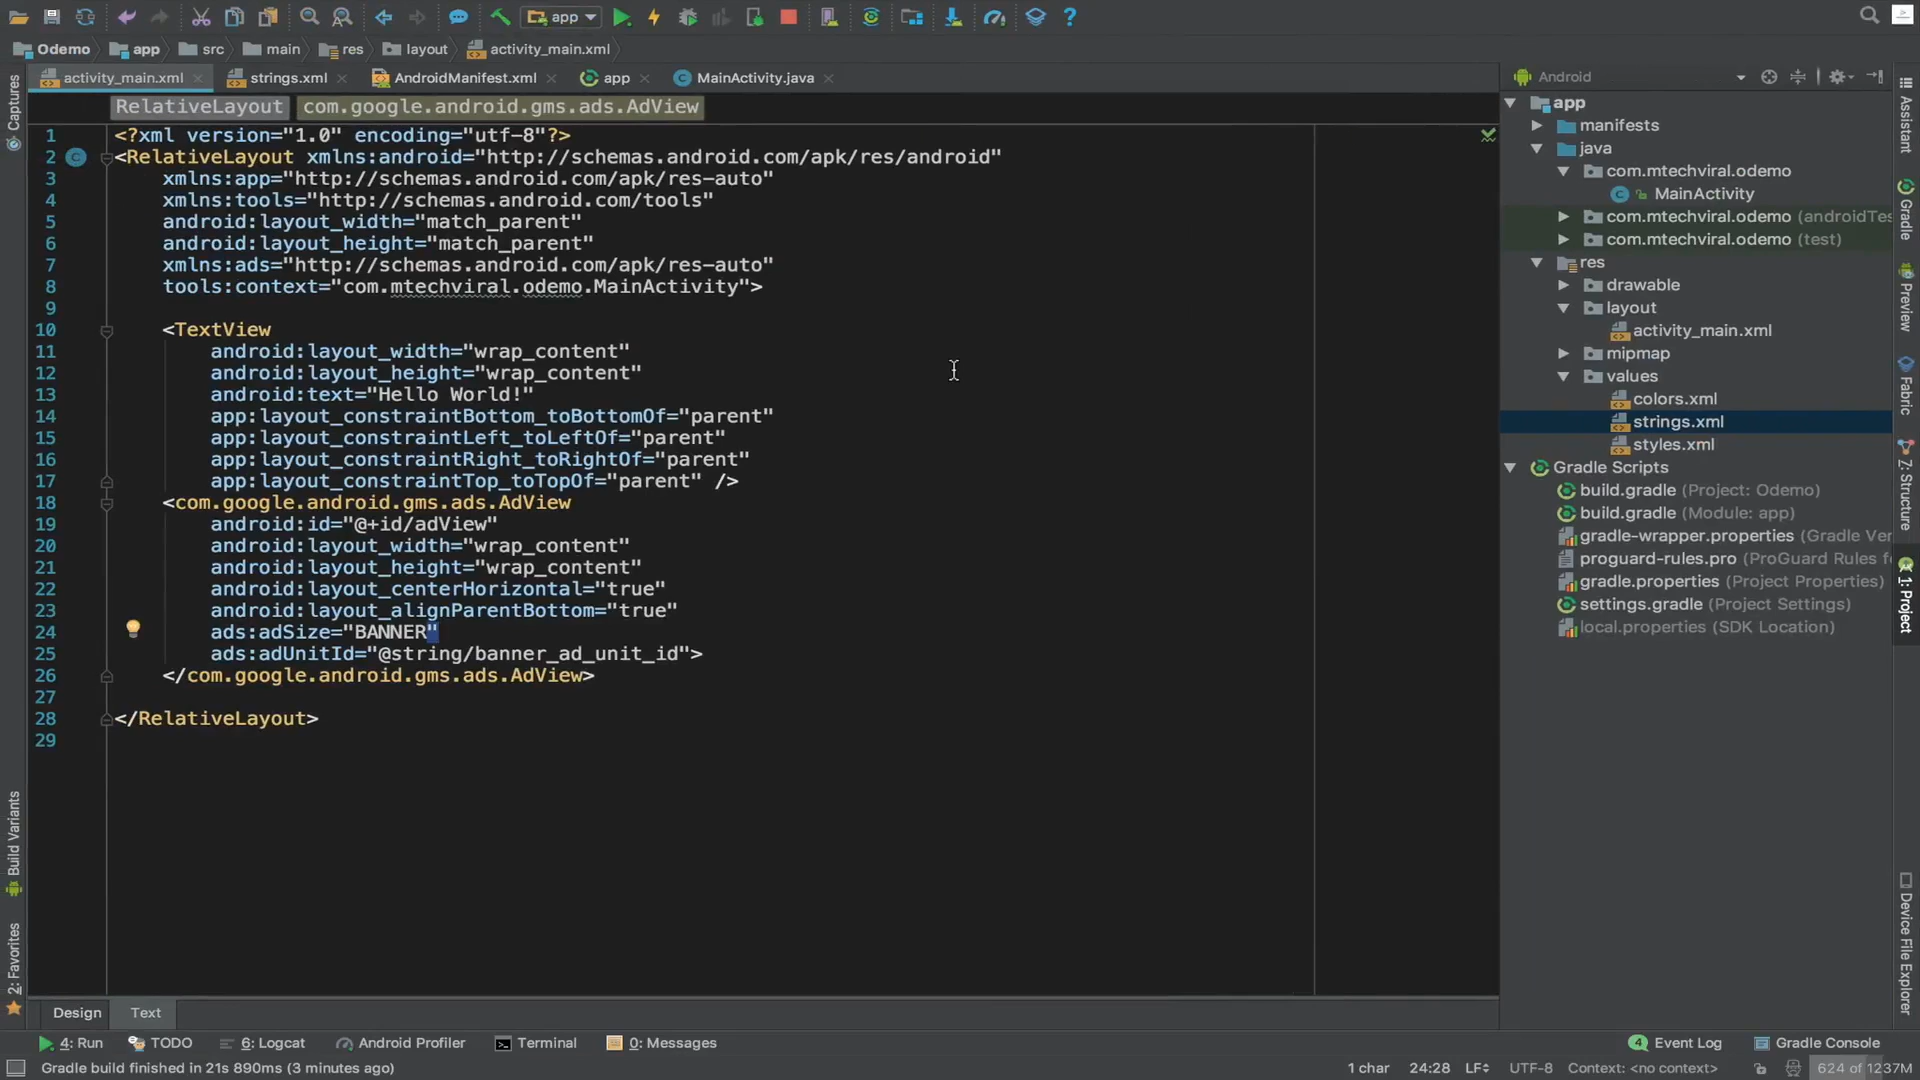 app
Odemo app src main res layout activity_main.xml
activity_main.xml strings.xml AndroidManifest.xml app MainActivity.java
RelativeLayout com.google.android.gms.ads.AdView
1 <?xml version="1.0" encoding="utf-8"?>
2 <RelativeLayout xmlns:android="http://schemas.android.com/apk/res/android"
3 xmlns:app="http://schemas.android.com/apk/res-auto"
4 xmlns:tools="http://schemas.android.com/tools"
5 android:layout_width="match_parent"
6 android:layout_height="match_parent"
7 xmlns:ads="http://schemas.android.com/apk/res-auto"
8 tools:context="com.mtechviral.odemo.MainActivity">
9
10 <TextView
11 android:layout_width="wrap_content"
12 android:layout_height="wrap_content"
13 android:text="Hello World!"
14 app:layout_constraintBottom_toBottomOf="parent"
15 app:layout_constraintLeft_toLeftOf="parent"
16 app:layout_constraintRight_toRightOf="parent"
17 app:layout_constraintTop_toTopOf="parent" />
18 <com.google.android.gms.ads.AdView
19 android:id="@+id/adView"
20 android:layout_width="wrap_content"
21 android:layout_height="wrap_content"
22 android:layout_centerHorizontal="true"
23 android:layout_alignParentBottom="true"
24 ads:adSize="BANNER"
25 ads:adUnitId="@string/banner_ad_unit_id">
26 </com.google.android.gms.ads.AdView>
27
28 </RelativeLayout>
29
Captures
Build Variants
2: Favorites
Android
app
manifests
java
com.mtechviral.odemo
MainActivity
com.mtechviral.odemo (androidTes
com.mtechviral.odemo (test)
res
drawable
layout
activity_main.xml
mipmap
values
colors.xml
strings.xml
styles.xml
Gradle Scripts
build.gradle (Project: Odemo)
build.gradle (Module: app)
gradle-wrapper.properties (Gradle Ver
proguard-rules.pro (ProGuard Rules f
gradle.properties (Project Properties)
settings.gradle (Project Settings)
local.properties (SDK Location)
Assistant
Gradle
Preview
Fabric
Z: Structure
1: Project
Device File Explorer
Design Text
4: Run TODO 6: Logcat Android Profiler Terminal 0: Messages 4 Event Log Gradle Console
Gradle build finished in 21s 890ms (3 minutes ago) 1 char 24:28 LF UTF-8 Context: <no context> 624 of 1237M